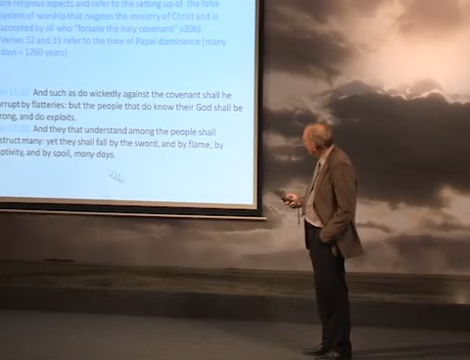 are religious aspects and refer to the setting up of the false
system of worship that negates the ministry of Christ and is
accepted by all who "forsake the holy covenant" v30b)
Verses 32 and 33 refer to the time of Papal dominance (many
days = 1260 years)
And such as do wickedly against the covenant shall he
rrupt by flatteries: but the people that do know their God shall be
rong, and do exploits.
And they that understand among the people shall
struct many: yet they shall fall by the sword, and by flame, by
ptivity, and by spoil, many days.